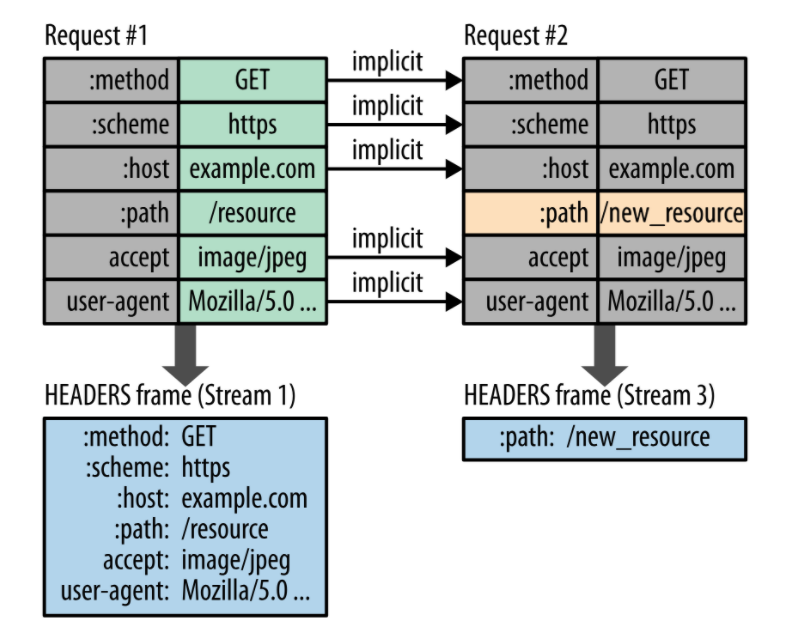 Request #1
:method GET
:scheme https
:host example.com
:path /resource
accept image/jpeg
user-agent Mozilla/5.0 ...
implicit
implicit
implicit
implicit
implicit
Request #2
:method GET
:scheme https
:host example.com
:path /new_resource
accept image/jpeg
user-agent Mozilla/5.0 ...
HEADERS frame (Stream 1)
:method: GET
:scheme: https
:host: example.com
:path: /resource
accept: image/jpeg
user-agent: Mozilla/5.0 ...
HEADERS frame (Stream 3)
:path: /new_resource